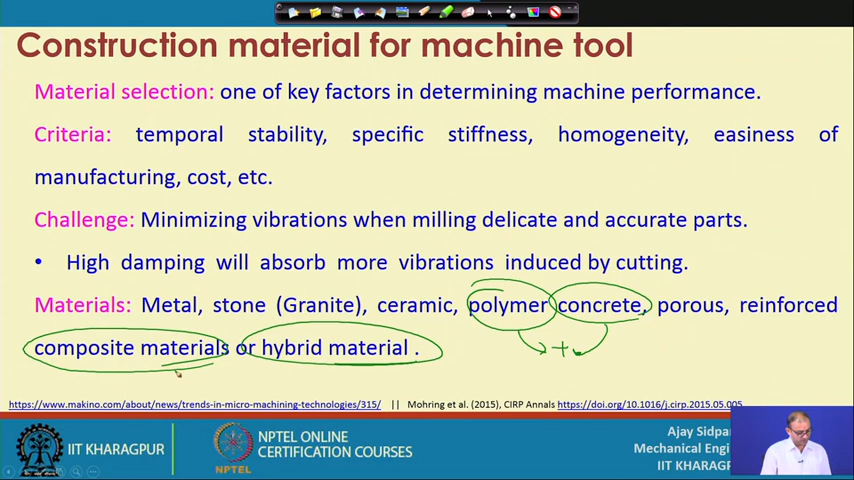 Construction material for machine tool
Material selection: one of key factors in determining machine performance.
Criteria: temporal stability, specific stiffness, homogeneity, easiness of
manufacturing, cost, etc.
Challenge: Minimizing vibrations when milling delicate and accurate parts.
• High damping will absorb more vibrations induced by cutting.
Materials: Metal, stone (Granite), ceramic, polymer concrete, porous, reinforced
composite materials or hybrid material .
+
https://www.makino.com/about/news/trends-in-micro-machining-technologies/315/ || Mohring et al. (2015), CIRP Annals https://doi.org/10.1016/j.cirp.2015.05.005
IIT KHARAGPUR
NPTEL
NPTEL ONLINE
CERTIFICATION COURSES
Ajay Sidpar
Mechanical Engineer
IIT KHARAGPUR